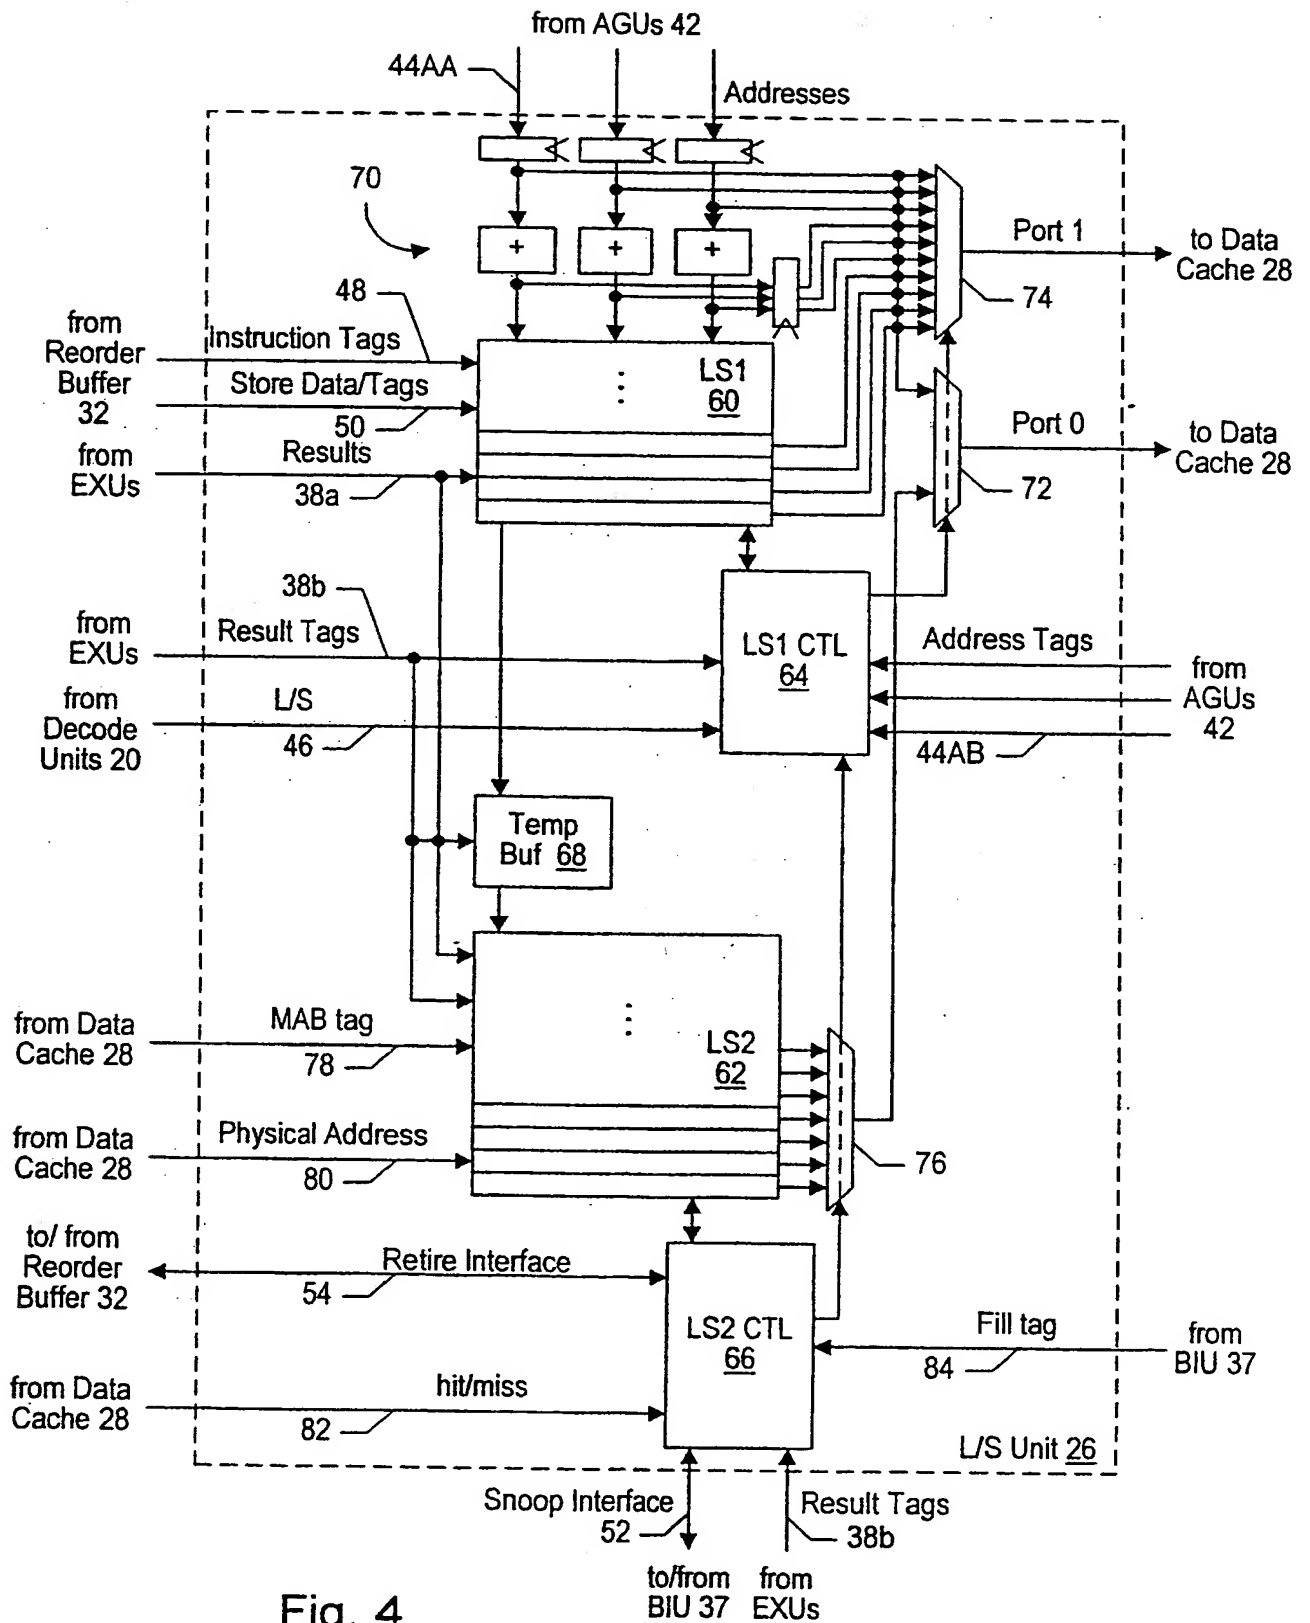 from AGUs 42
44AA
Addresses
70
+
+
+
Port 1
to Data
Cache 28
74
48
from
Reorder
Buffer
32
Instruction Tags
Store Data/Tags
50
LS1
60
Port 0
to Data
Cache 28
72
from
EXUs
Results
38a
38b
from
EXUs
Result Tags
LS1 CTL
64
Address Tags
from
AGUs
42
44AB
from
Decode
Units 20
L/S
46
Temp
Buf 68
from Data
Cache 28
MAB tag
78
LS2
62
from Data
Cache 28
Physical Address
80
76
to/ from
Reorder
Buffer 32
Retire Interface
54
LS2 CTL
66
Fill tag
84
from
BIU 37
from Data
Cache 28
hit/miss
82
L/S Unit 26
Snoop Interface
52
Result Tags
38b
to/from
BIU 37
from
EXUs
Fig. 4